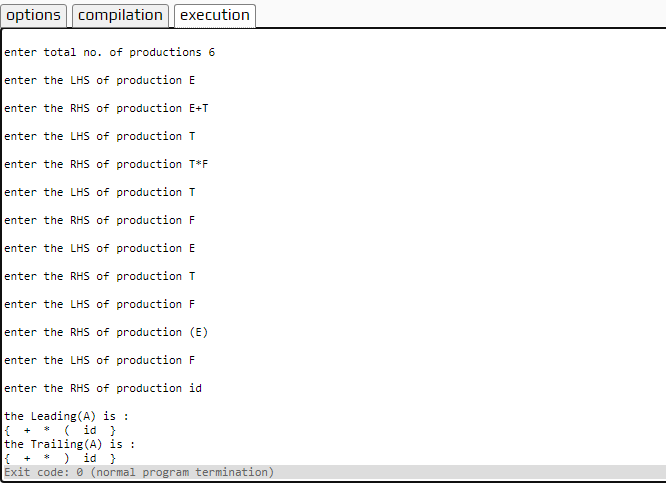 options compilation execution
enter total no. of productions 6
enter the LHS of production E
enter the RHS of production E+T
enter the LHS of production T
enter the RHS of production T*F
enter the LHS of production T
enter the RHS of production F
enter the LHS of production E
enter the RHS of production T
enter the LHS of production F
enter the RHS of production (E)
enter the LHS of production F
enter the RHS of production id
the Leading(A) is :
{ + * ( id }
the Trailing(A) is :
{ + * ) id }
Exit code: 0 (normal program termination)